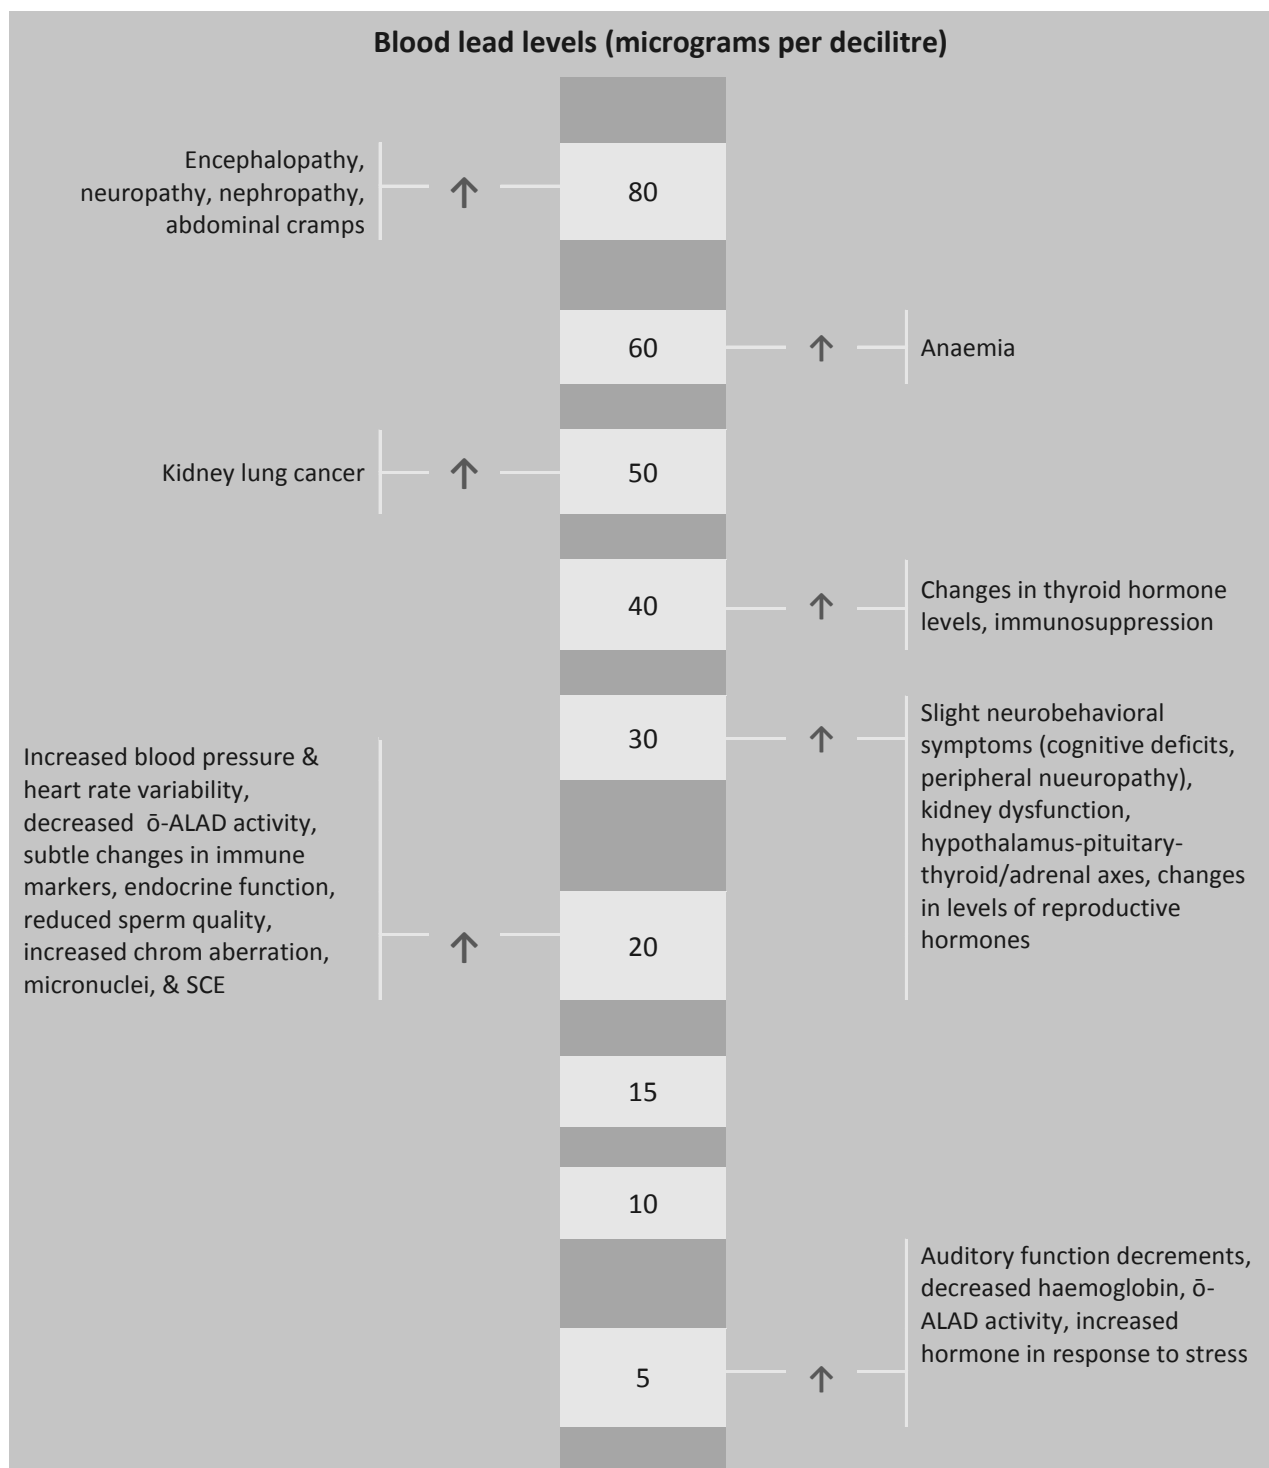 Blood lead levels (micrograms per decilitre)
Encephalopathy,
neuropathy, nephropathy,
abdominal cramps
↑
80
60
↑
Anaemia
Kidney lung cancer
↑
50
40
↑
Changes in thyroid hormone
levels, immunosuppression
30
↑
Slight neurobehavioral
symptoms (cognitive deficits,
peripheral nueuropathy),
kidney dysfunction,
hypothalamus-pituitary-
thyroid/adrenal axes, changes
in levels of reproductive
hormones
Increased blood pressure &
heart rate variability,
decreased ō-ALAD activity,
subtle changes in immune
markers, endocrine function,
reduced sperm quality,
increased chrom aberration,
micronuclei, & SCE
↑
20
15
10
5
↑
Auditory function decrements,
decreased haemoglobin, ō-
ALAD activity, increased
hormone in response to stress